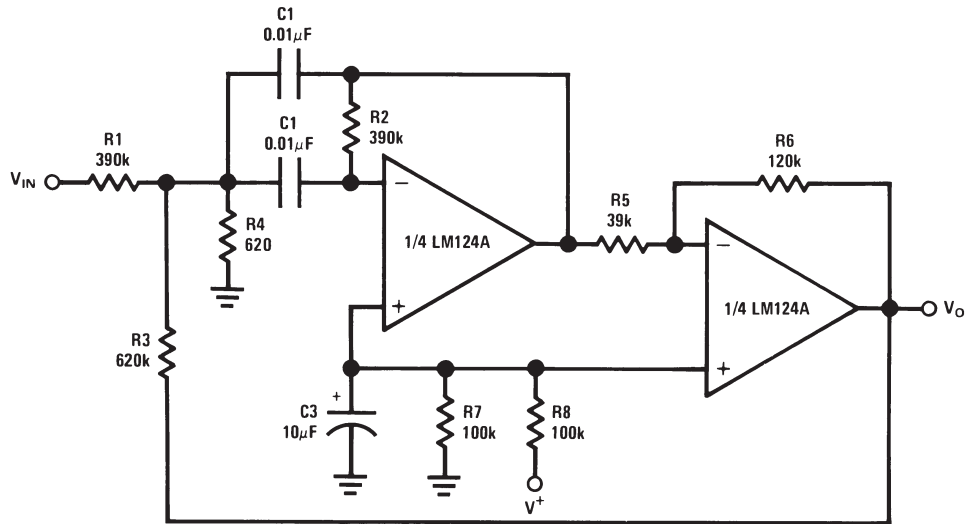 C1
0.01μF
C1
0.01μF
R2
390k
R1
390k
R6
120k
VIN
−
R5
39k
R4
620
1/4 LM124A
−
+
1/4 LM124A
VO
R3
620k
+
+
C3
10μF
R7
100k
R8
100k
V+